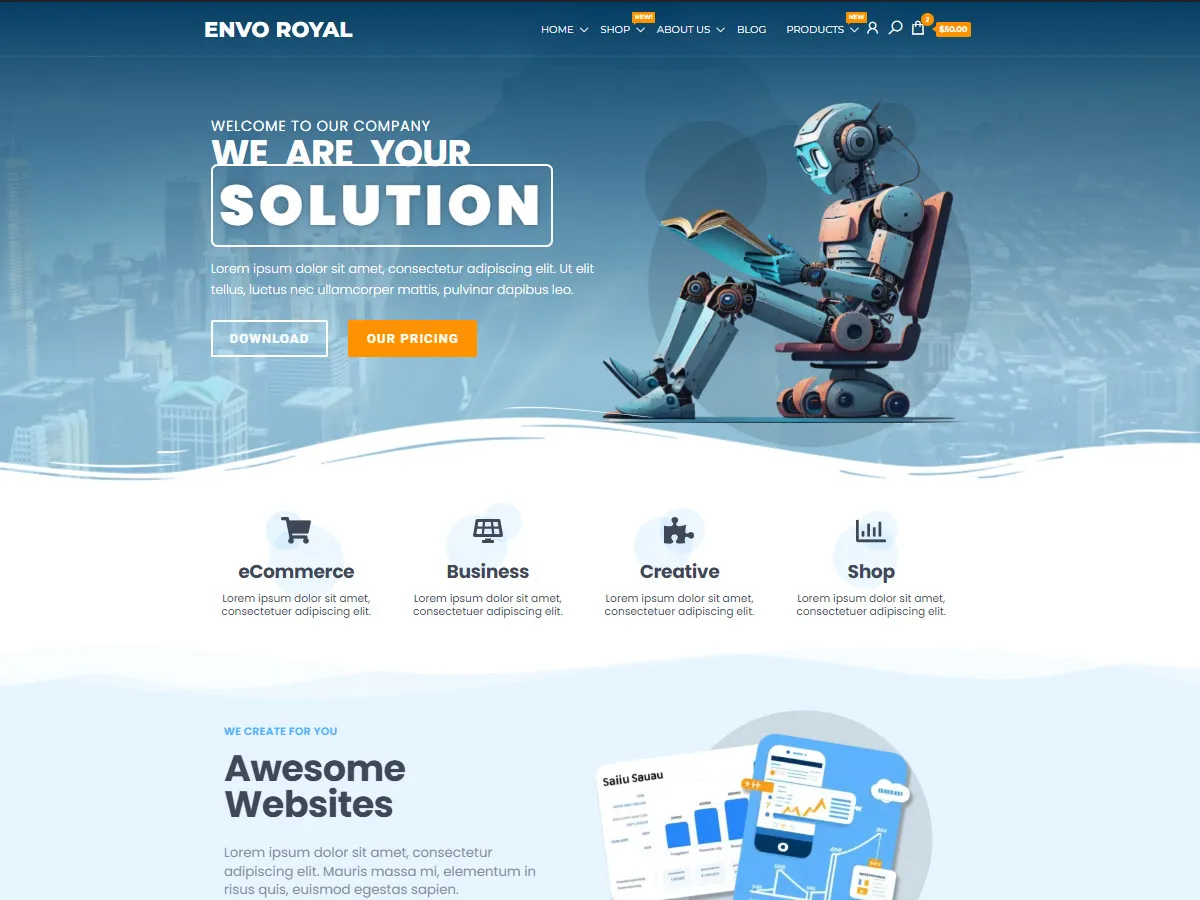 ENVO ROYAL
HOME
SHOP
NEW!
ABOUT US
BLOG
PRODUCTS
NEW
2
$50.00
WELCOME TO OUR COMPANY
WE ARE YOUR
SOLUTION
Lorem ipsum dolor sit amet, consectetur adipiscing elit. Ut elit
tellus, luctus nec ullamcorper mattis, pulvinar dapibus leo.
DOWNLOAD
OUR PRICING
eCommerce
Lorem ipsum dolor sit amet,
consectetuer adipiscing elit.
Business
Lorem ipsum dolor sit amet,
consectetuer adipiscing elit.
Creative
Lorem ipsum dolor sit amet,
consectetuer adipiscing elit.
Shop
Lorem ipsum dolor sit amet,
consectetuer adipiscing elit.
WE CREATE FOR YOU
Awesome
Websites
Lorem ipsum dolor sit amet, consectetur
adipiscing elit. Mauris massa mi, elementum in
risus quis, euismod egestas sapien.